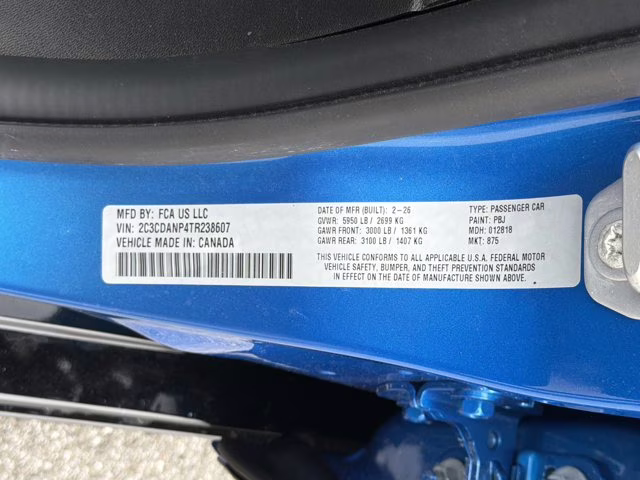 MFD BY: FCA US LLC
VIN: 2C3CDANP4TR238607
VEHICLE MADE IN: CANADA
DATE OF MFR (BUILT): 2-26
GVWR: 5950 LB / 2699 KG
GAWR FRONT: 3000 LB / 1361 KG
GAWR REAR: 3100 LB / 1407 KG
TYPE: PASSENGER CAR
PAINT: PBJ
MDH: 012818
MKT: 875
THIS VEHICLE CONFORMS TO ALL APPLICABLE U.S.A. FEDERAL MOTOR
VEHICLE SAFETY, BUMPER, AND THEFT PREVENTION STANDARDS
IN EFFECT ON THE DATE OF MANUFACTURE SHOWN ABOVE.